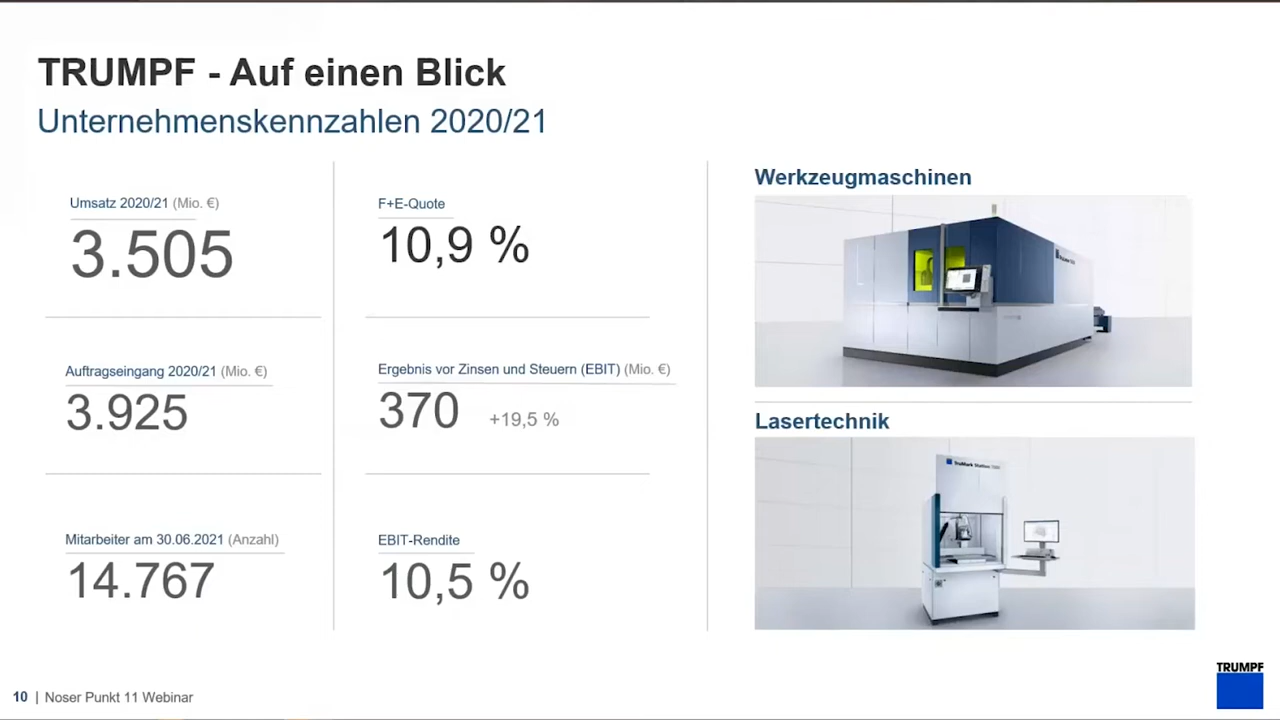 TRUMPF - Auf einen Blick
Unternehmenskennzahlen 2020/21
Umsatz 2020/21 (Mio. €)
3.505
Auftragseingang 2020/21 (Mio. €)
3.925
Mitarbeiter am 30.06.2021 (Anzahl)
14.767
F+E-Quote
10,9 %
Ergebnis vor Zinsen und Steuern (EBIT) (Mio. €)
370 +19,5 %
EBIT-Rendite
10,5 %
Werkzeugmaschinen
Lasertechnik
TruMark Station
10 | Noser Punkt 11 Webinar
TRUMPF